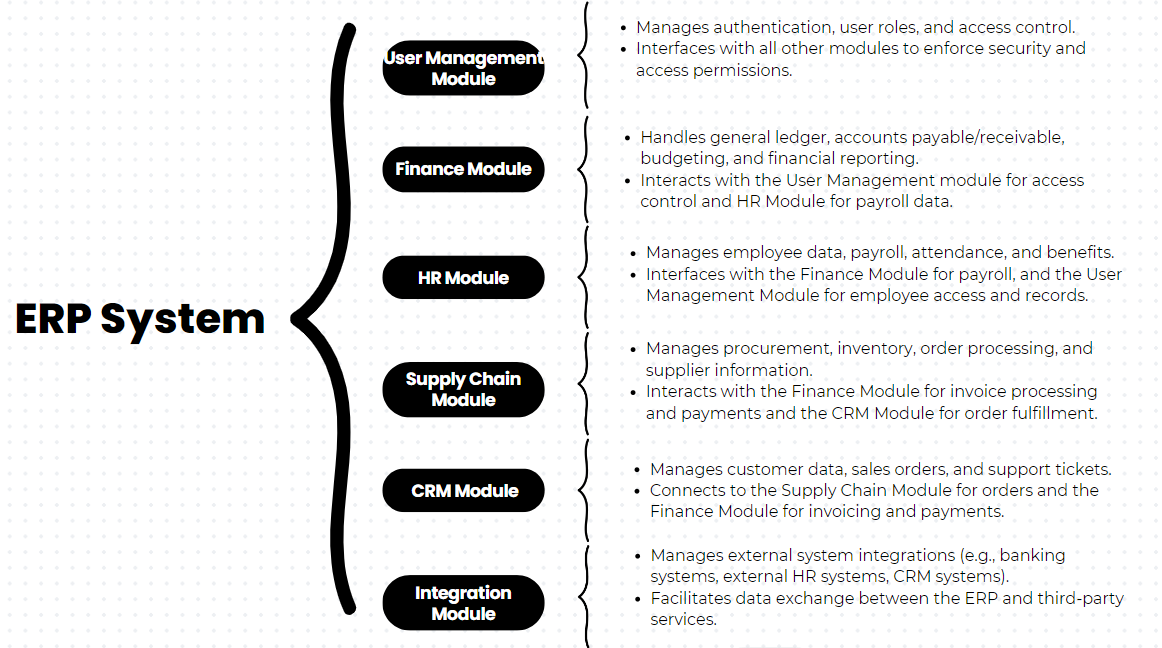 ERP System
User Management
Module
• Manages authentication, user roles, and access control.
• Interfaces with all other modules to enforce security and
access permissions.
Finance Module
• Handles general ledger, accounts payable/receivable,
budgeting, and financial reporting.
• Interacts with the User Management module for access
control and HR Module for payroll data.
HR Module
• Manages employee data, payroll, attendance, and benefits.
• Interfaces with the Finance Module for payroll, and the User
Management Module for employee access and records.
Supply Chain
Module
• Manages procurement, inventory, order processing, and
supplier information.
• Interacts with the Finance Module for invoice processing
and payments and the CRM Module for order fulfillment.
CRM Module
• Manages customer data, sales orders, and support tickets.
• Connects to the Supply Chain Module for orders and the
Finance Module for invoicing and payments.
Integration
Module
• Manages external system integrations (e.g., banking
systems, external HR systems, CRM systems).
• Facilitates data exchange between the ERP and third-party
services.